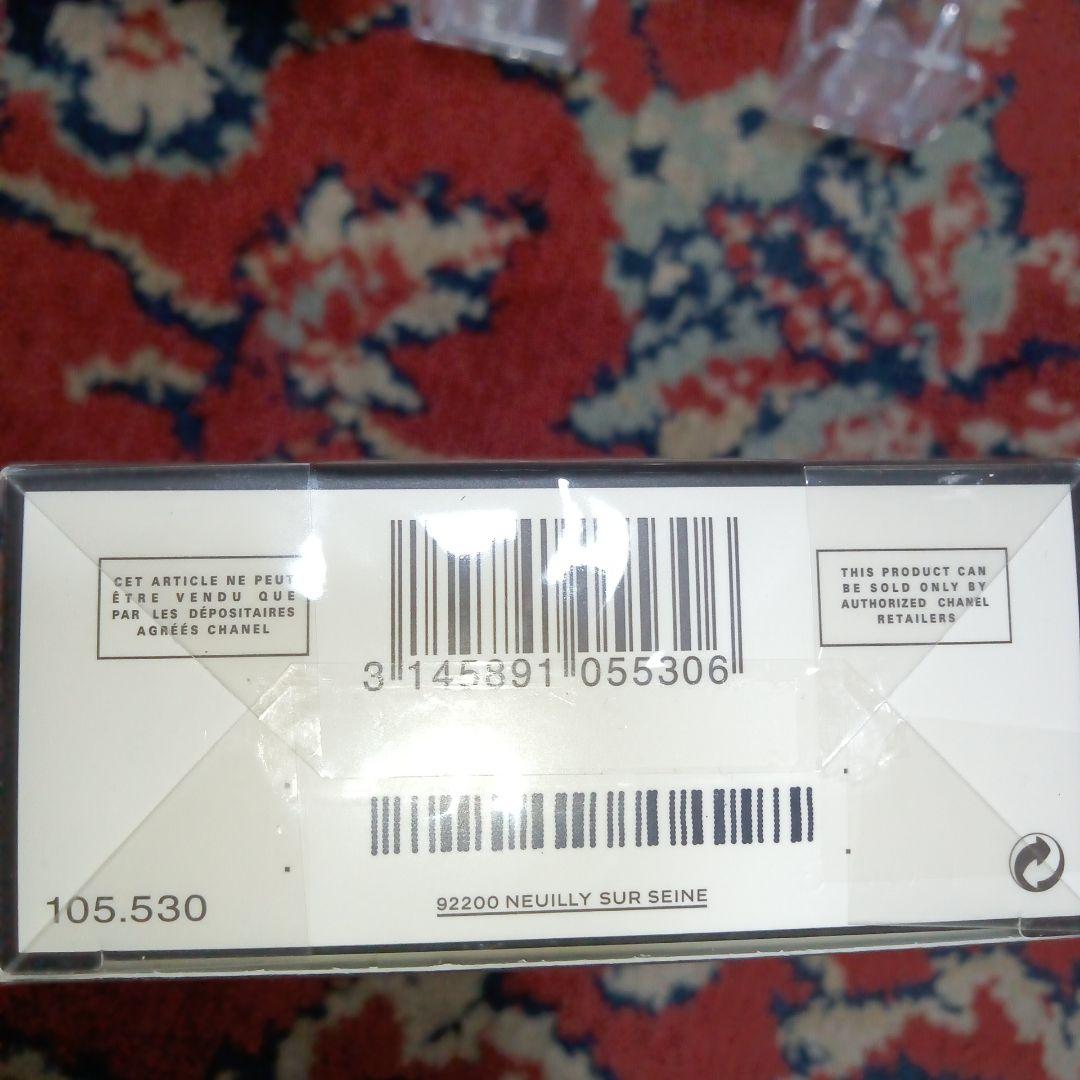 CET ARTICLE NE PEUT
ÊTRE VENDU QUE
PAR LES DÉPOSITAIRES
AGRÉÉS CHANEL
THIS PRODUCT CAN
BE SOLD ONLY BY
AUTHORIZED CHANEL
RETAILERS
3 145891 055306
105.530
92200 NEUILLY SUR SEINE